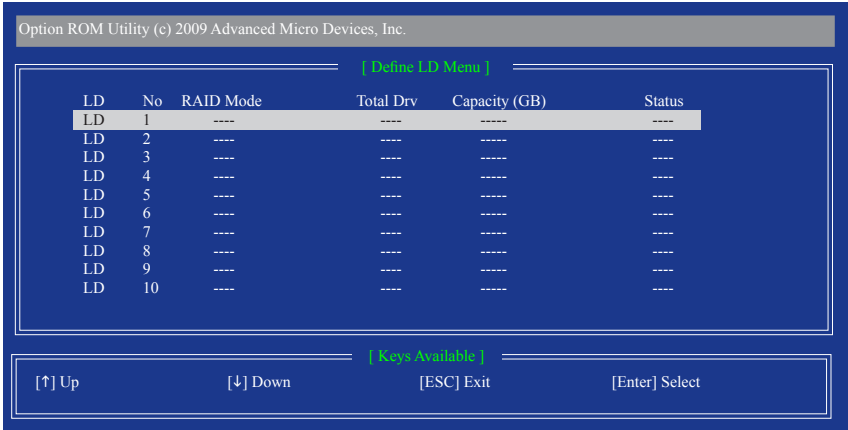 Option ROM Utility (c) 2009 Advanced Micro Devices, Inc.
[ Define LD Menu ]
LD No RAID Mode Total Drv Capacity (GB) Status
LD 1 ---- ---- ----- ----
LD 2 ---- ---- ----- ----
LD 3 ---- ---- ----- ----
LD 4 ---- ---- ----- ----
LD 5 ---- ---- ----- ----
LD 6 ---- ---- ----- ----
LD 7 ---- ---- ----- ----
LD 8 ---- ---- ----- ----
LD 9 ---- ---- ----- ----
LD 10 ---- ---- ----- ----
[ Keys Available ]
[↑] Up [↓] Down [ESC] Exit [Enter] Select